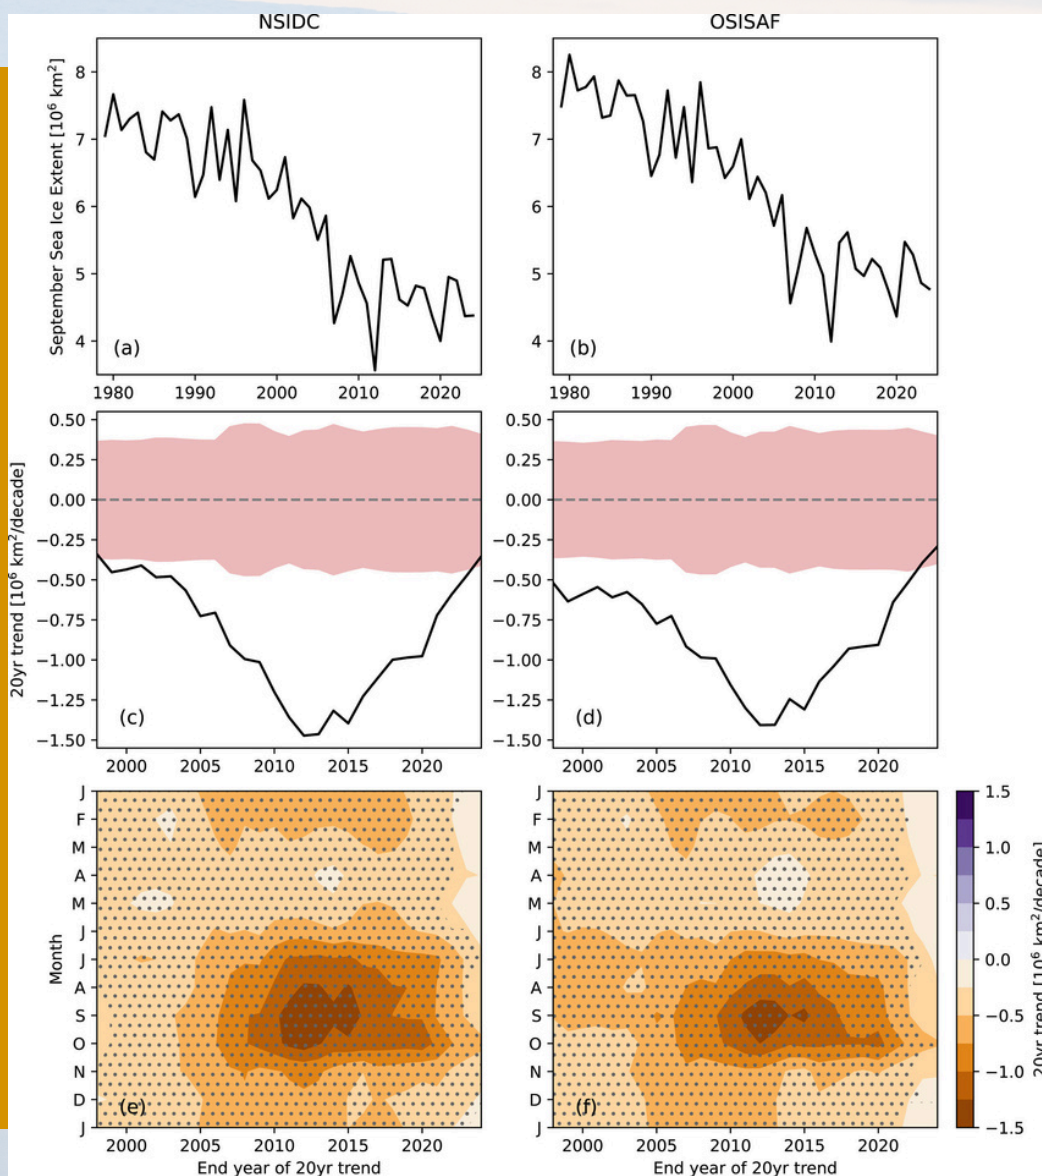 NSIDC
OSISAF
September Sea Ice Extent [10⁶ km²]
8
7
6
5
4
(a)
1980 1990 2000 2010 2020
8
7
6
5
4
(b)
1980 1990 2000 2010 2020
20yr trend [10⁶ km²/decade]
0.50
0.25
0.00
−0.25
−0.50
−0.75
−1.00
−1.25
−1.50
(c)
2000 2005 2010 2015 2020
0.50
0.25
0.00
−0.25
−0.50
−0.75
−1.00
−1.25
−1.50
(d)
2000 2005 2010 2015 2020
Month
J
F
M
A
M
J
J
A
S
O
N
D
J
(e)
2000 2005 2010 2015 2020
End year of 20yr trend
J
F
M
A
M
J
J
A
S
O
N
D
J
(f)
2000 2005 2010 2015 2020
End year of 20yr trend
1.5
1.0
0.5
0.0
−0.5
−1.0
−1.5
20yr trend [10⁶ km²/decade]